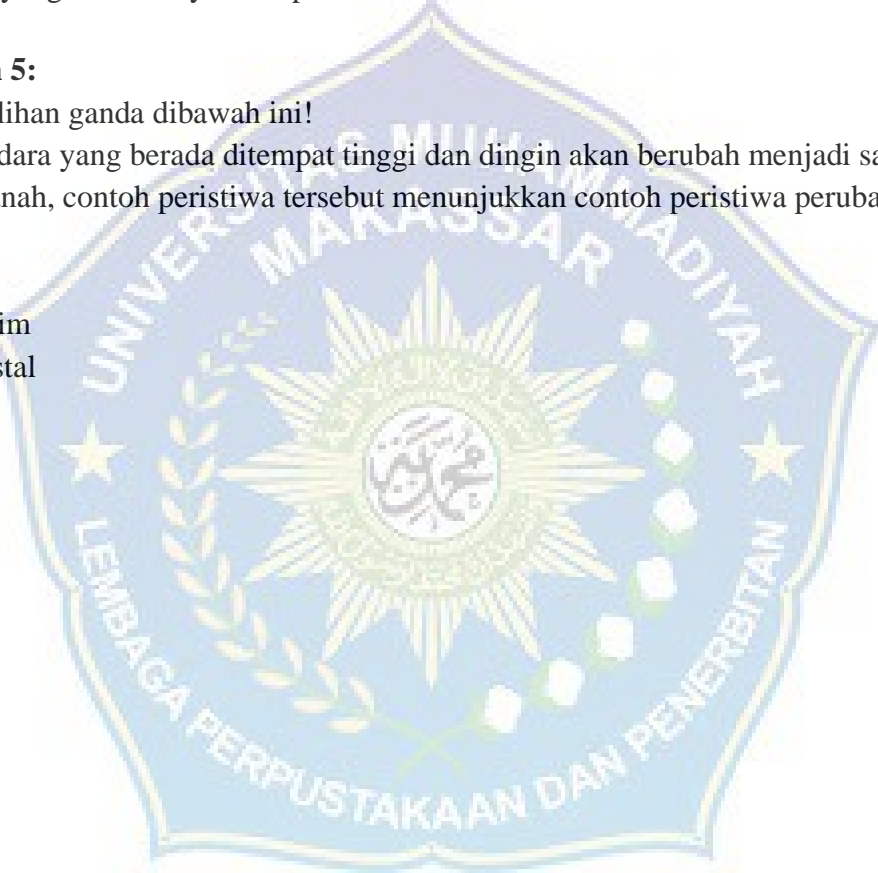 5:
lihan ganda dibawah ini!
dara yang berada ditempat tinggi dan dingin akan berubah menjadi sa
anah, contoh peristiwa tersebut menunjukkan contoh peristiwa peruba
im
stal
UNIVERSITAS MUHAMMADIYAH
MAKASSAR
LEMBAGA PERPUSTAKAAN DAN PENERBITAN